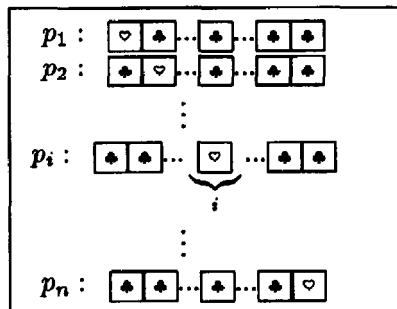 p₁ : ♡ ♣ ··· ♣ ··· ♣ ♣
p₂ : ♣ ♡ ··· ♣ ··· ♣ ♣
⋮
pᵢ : ♣ ♣ ··· ♡ ··· ♣ ♣
i
⋮
pₙ : ♣ ♣ ··· ♣ ··· ♣ ♡